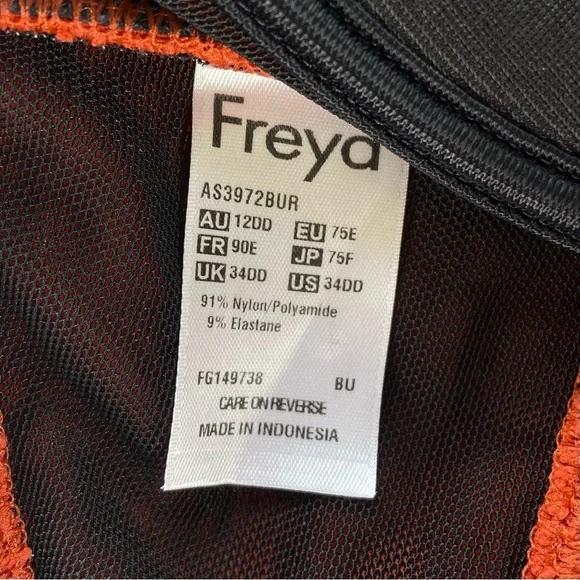 Freya
AS3972BUR
AU 12DD EU 75E
FR 90E JP 75F
UK 34DD US 34DD
91% Nylon/Polyamide
9% Elastane
FG149738 BU
CARE ON REVERSE
MADE IN INDONESIA